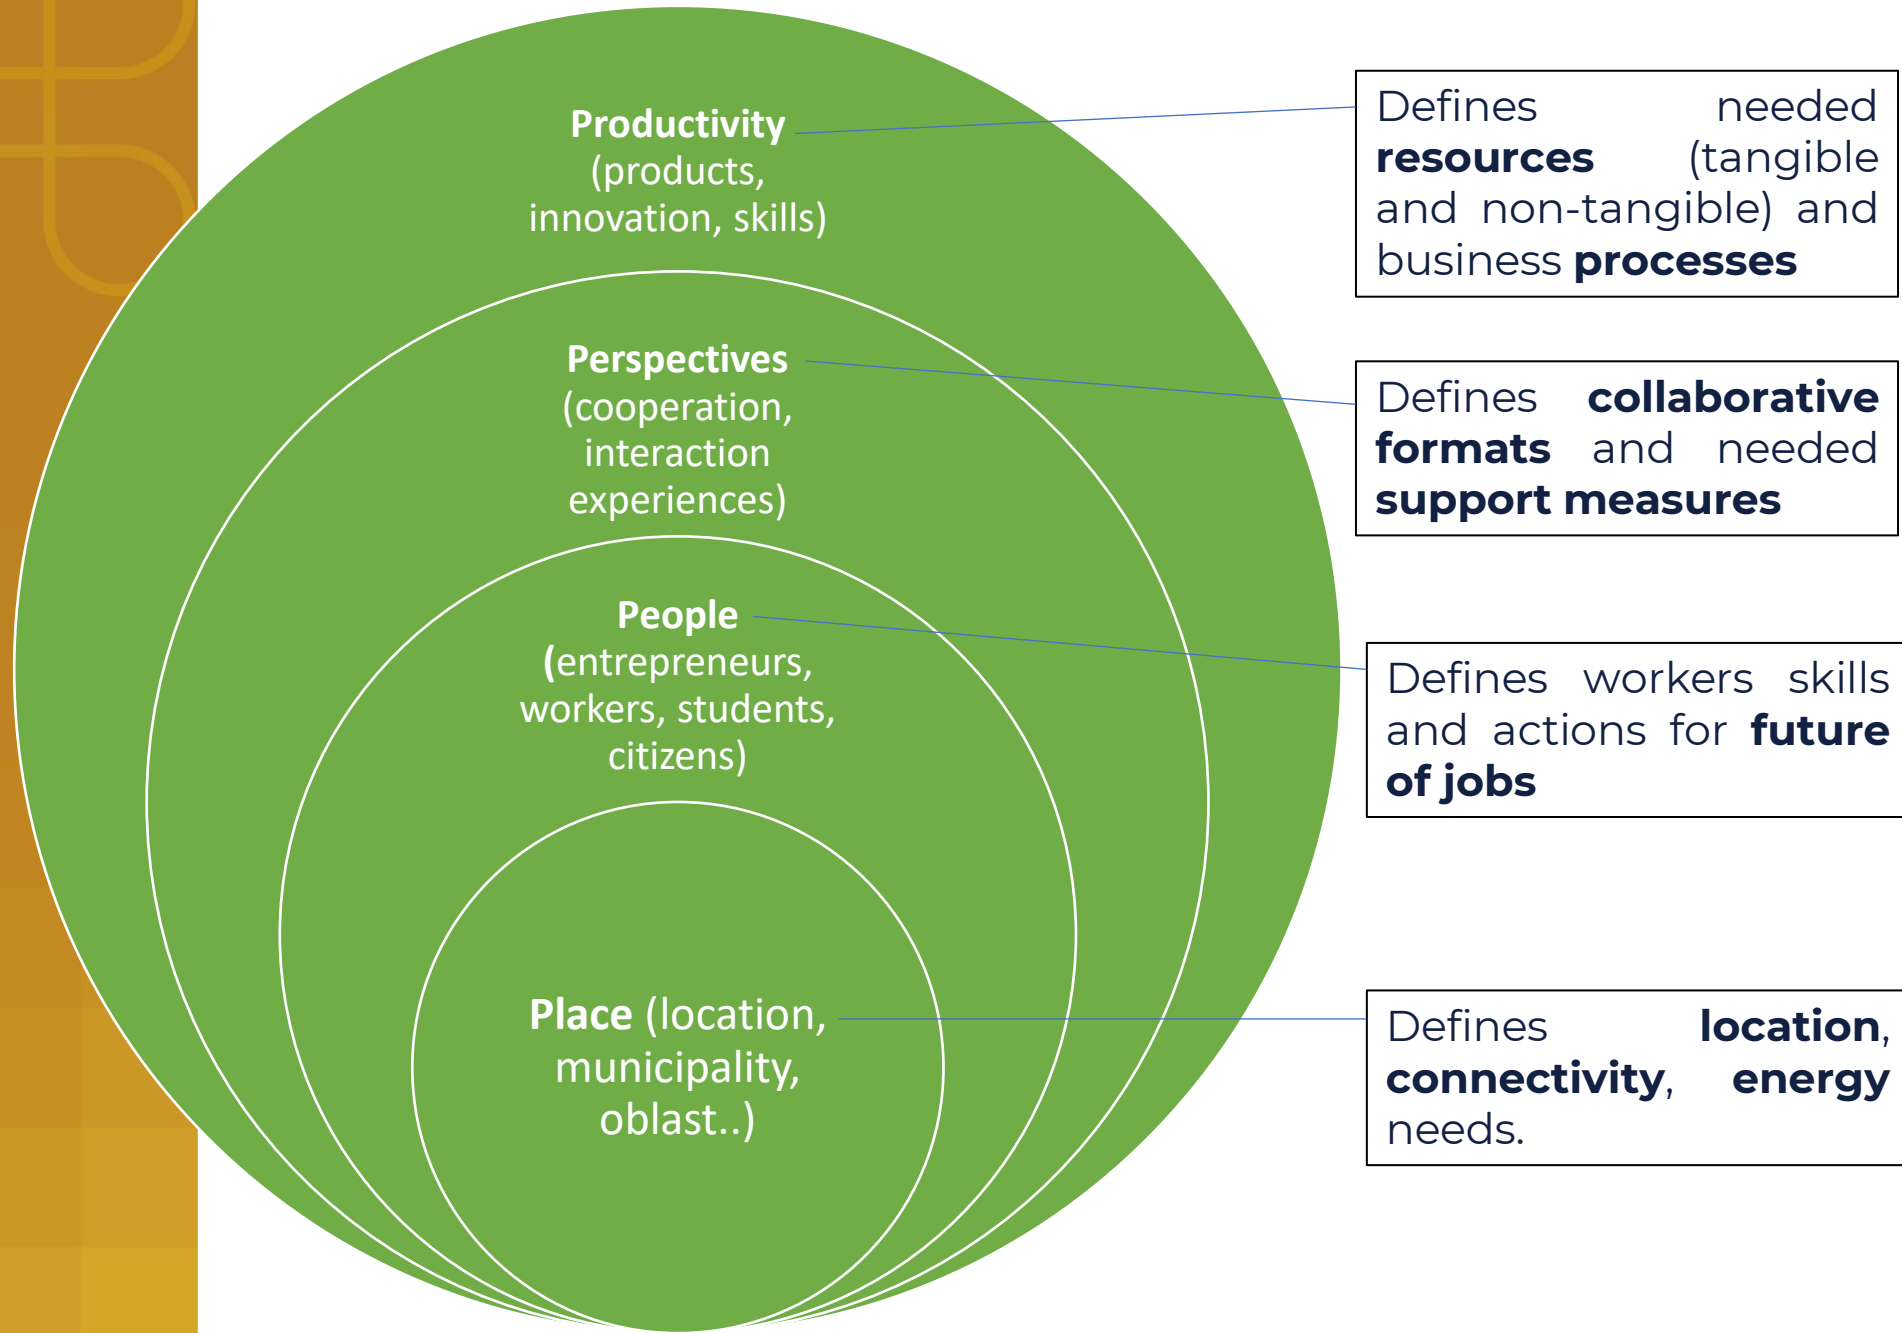 Productivity
(products,
innovation, skills)
Defines needed
resources (tangible
and non-tangible) and
business processes
Perspectives
(cooperation,
interaction
experiences)
Defines collaborative
formats and needed
support measures
People
(entrepreneurs,
workers, students,
citizens)
Defines workers skills
and actions for future
of jobs
Place (location,
municipality,
oblast..)
Defines location,
connectivity, energy
needs.